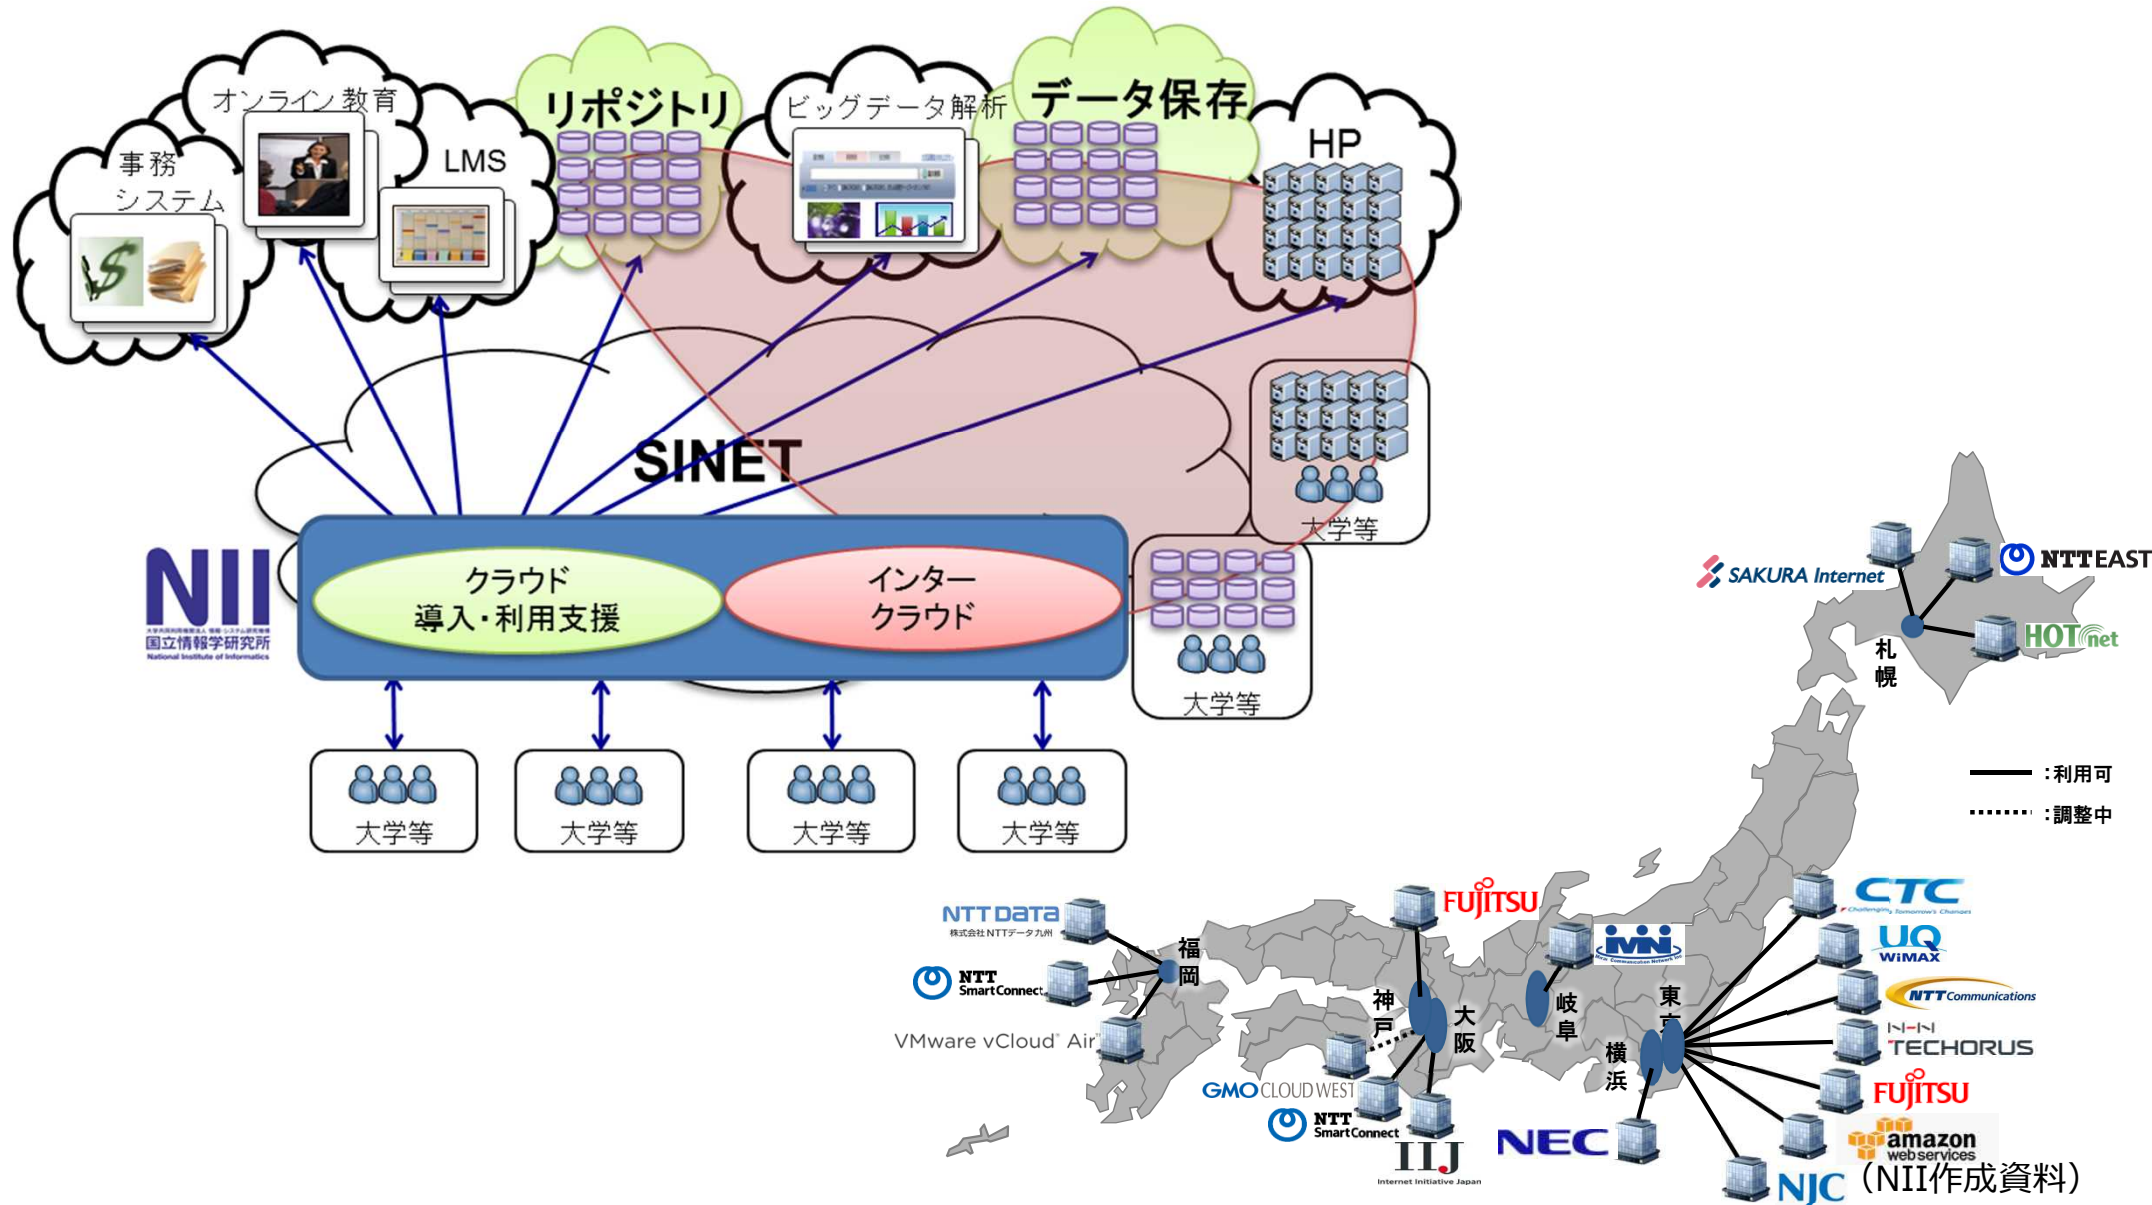 オンライン教育
事務
システム
LMS
リポジトリ
ビッグデータ解析
データ保存
HP
SINET
大学等
大学等
NII
国立情報学研究所
National Institute of Informatics
クラウド
導入・利用支援
インター
クラウド
大学等
大学等
大学等
大学等
SAKURA Internet
NTT EAST
HOTnet
札幌
:利用可
:調整中
NTT DATA
株式会社NTTデータ九州
福岡
NTT
SmartConnect
VMware vCloud Air
FUJITSU
神戸
大阪
岐阜
東京
横浜
GMO CLOUD WEST
NTT
SmartConnect
IIJ
Internet Initiative Japan
NEC
CTC
Challenging Tomorrow's Changes
UQ
WiMAX
NTT Communications
TECHORUS
FUJITSU
amazon
web services
NJC
（NII作成資料）